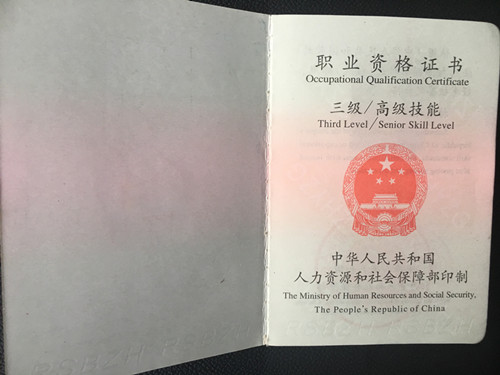 职业资格证书
Occupational Qualification Certificate
三级/高级技能
Third Level/Senior Skill Level
中华人民共和国
人力资源和社会保障部印制
The Ministry of Human Resources and Social Security,
The People's Republic of China